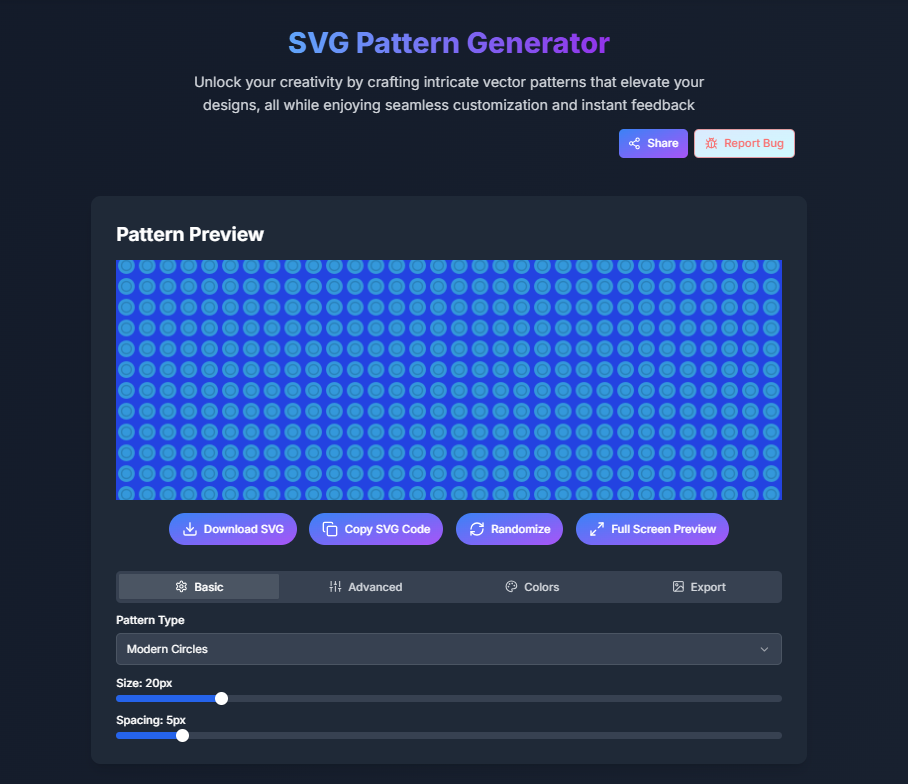 SVG Pattern Generator
Unlock your creativity by crafting intricate vector patterns that elevate your
designs, all while enjoying seamless customization and instant feedback
Share
Report Bug
Pattern Preview
Download SVG
Copy SVG Code
Randomize
Full Screen Preview
Basic
Advanced
Colors
Export
Pattern Type
Modern Circles
Size: 20px
Spacing: 5px